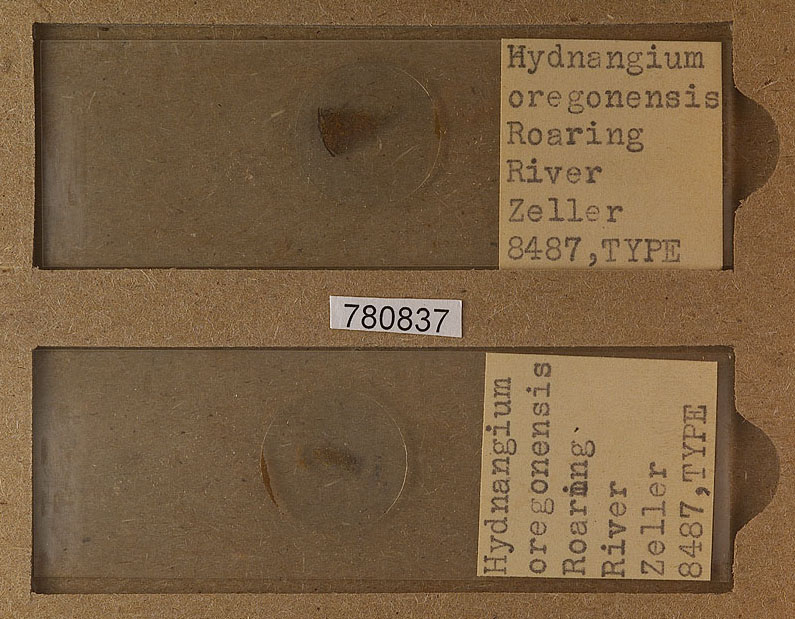 Hydnangium
oregonensis
Roaring
River
Zeller
8487,TYPE
780837
Hydnangium
oregonensis
Roaring
River
Zeller
8487,TYPE